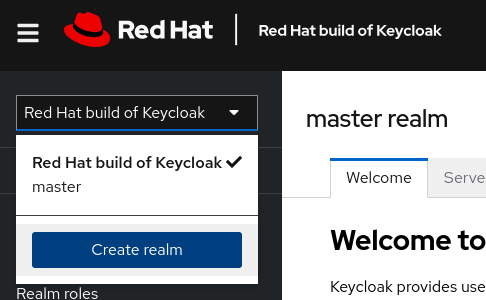 Red Hat
Red Hat build of Keycloak
Red Hat build of Keycloak
Red Hat build of Keycloak
master
Create realm
Realm roles
master realm
Welcome
Serve
Welcome to
Keycloak provides use